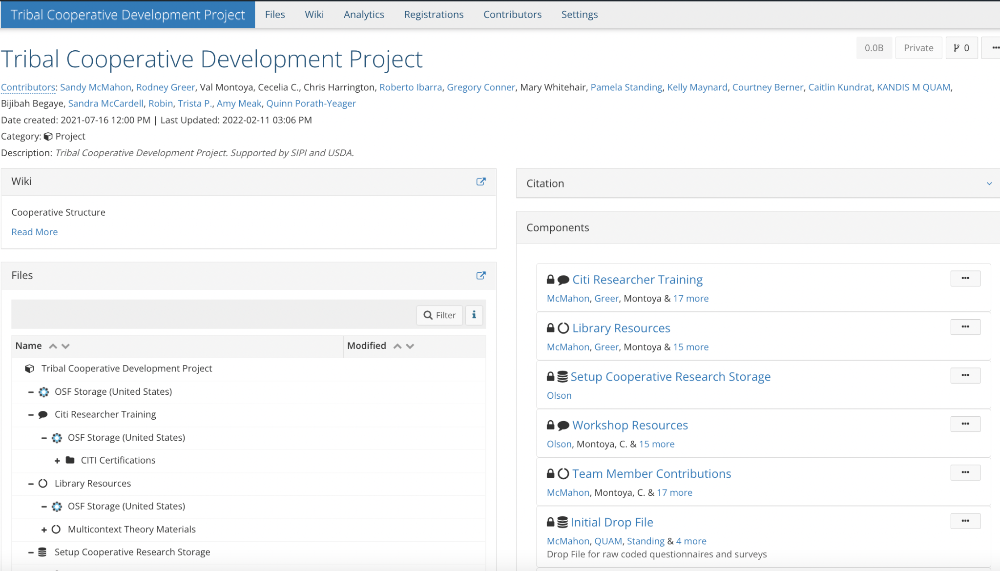 Tribal Cooperative Development Project Files Wiki Analytics Registrations Contributors Settings
0.0B Private 0
Tribal Cooperative Development Project
Contributors: Sandy McMahon, Rodney Greer, Val Montoya, Cecelia C., Chris Harrington, Roberto Ibarra, Gregory Conner, Mary Whitehair, Pamela Standing, Kelly Maynard, Courtney Berner, Caitlin Kundrat, KANDIS M QUAM,
Bijibah Begaye, Sandra McCardell, Robin, Trista P., Amy Meak, Quinn Porath-Yeager
Date created: 2021-07-16 12:00 PM | Last Updated: 2022-02-11 03:06 PM
Category: Project
Description: Tribal Cooperative Development Project. Supported by SIPI and USDA.
Wiki
Cooperative Structure
Read More
Files
Filter
Name Modified
Tribal Cooperative Development Project
OSF Storage (United States)
Citi Researcher Training
OSF Storage (United States)
CITI Certifications
Library Resources
OSF Storage (United States)
Multicontext Theory Materials
Setup Cooperative Research Storage
Citation
Components
Citi Researcher Training
McMahon, Greer, Montoya & 17 more
Library Resources
McMahon, Greer, Montoya & 15 more
Setup Cooperative Research Storage
Olson
Workshop Resources
Olson, Montoya, C. & 15 more
Team Member Contributions
McMahon, Montoya, C. & 17 more
Initial Drop File
McMahon, QUAM, Standing & 4 more
Drop File for raw coded questionnaires and surveys